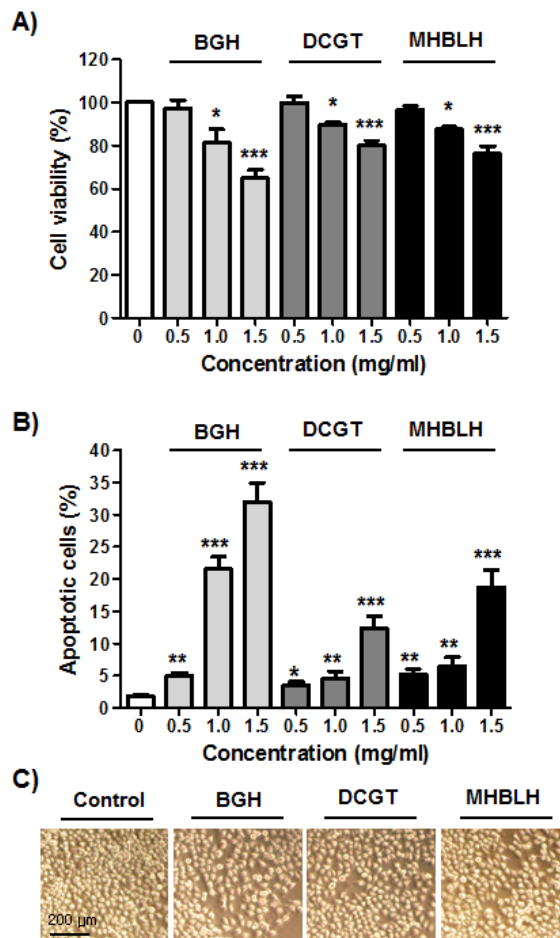 A)
BGH DCGT MHBLH
Cell viability (%)
120
100
80
60
40
20
0
* *** * *** * ***
0 0.5 1.0 1.5 0.5 1.0 1.5 0.5 1.0 1.5
Concentration (mg/ml)
B)
BGH DCGT MHBLH
Apoptotic cells (%)
40
35
30
25
20
15
10
5
0
** *** *** * ** *** ** ** ***
0 0.5 1.0 1.5 0.5 1.0 1.5 0.5 1.0 1.5
Concentration (mg/ml)
C)
Control BGH DCGT MHBLH
200 µm